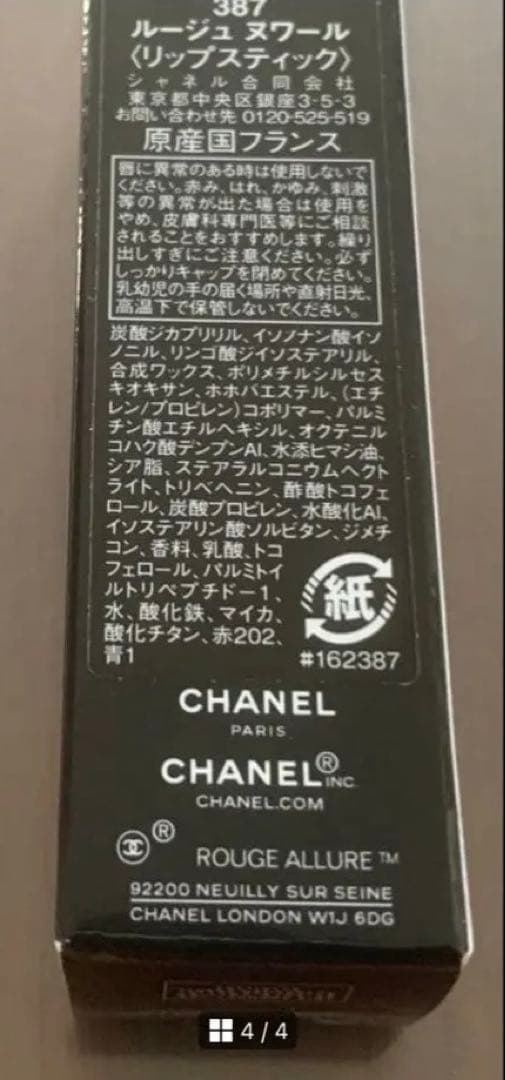 387
ルージュ ヌワール
〈リップスティック〉
シャネル合同会社
東京都中央区銀座3-5-3
お問い合わせ先 0120-525-519
原産国フランス
唇に異常のある時は使用しないで
ください。赤み、はれ、かゆみ、刺激
等の異常が出た場合は使用を
やめ、皮膚科専門医等にご相談
されることをおすすめします。繰り
出しすぎにご注意ください。必ず
しっかりキャップを閉めてください。
乳幼児の手の届く場所や直射日光、
高温下で保管しないでください。
炭酸ジカプリリル、イソノナン酸イソ
ノニル、リンゴ酸ジイソステアリル、
合成ワックス、ポリメチルシルセス
キオキサン、ホホバエステル、(エチ
レン/プロピレン)コポリマー、パルミ
チン酸エチルヘキシル、オクテニル
コハク酸デンプンAl、水添ヒマシ油、
シア脂、ステアラルコニウムヘクト
ライト、トリベヘニン、酢酸トコフェ
ロール、炭酸プロピレン、水酸化Al、
イソステアリン酸ソルビタン、ジメチ
コン、香料、乳酸、トコ
フェロール、パルミトイ
ルトリペプチド-1、
水、酸化鉄、マイカ、
酸化チタン、赤202、
青1
紙
#162387
CHANEL
PARIS
CHANEL® INC.
CHANEL.COM
® ROUGE ALLURE™
92200 NEUILLY SUR SEINE
CHANEL LONDON W1J 6DG
4 / 4